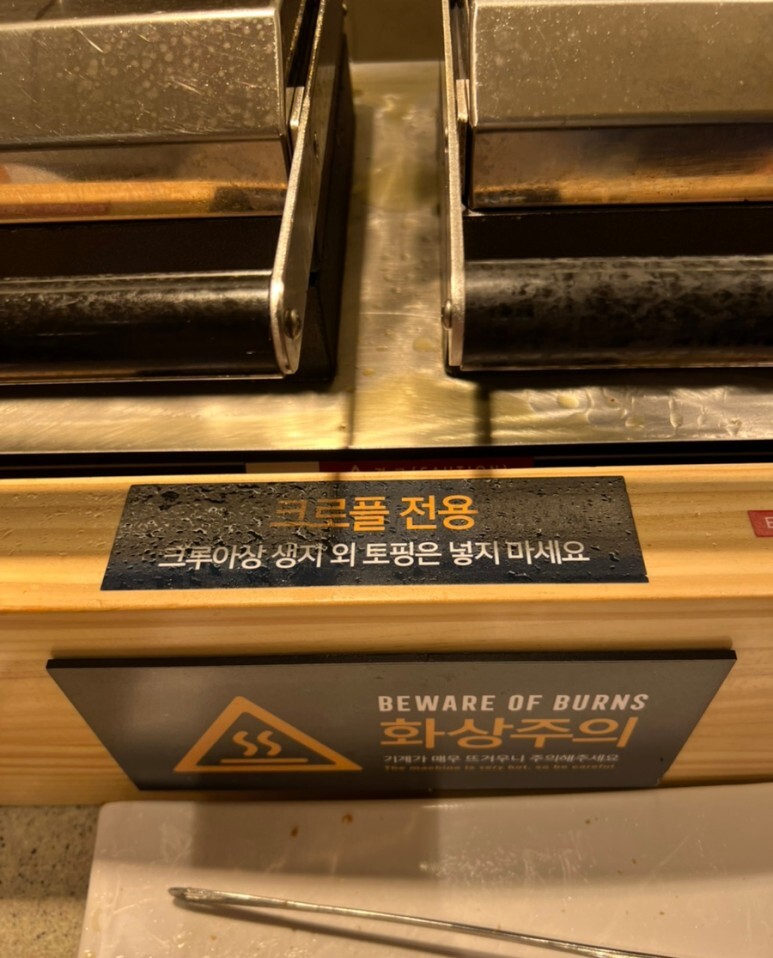 크로플 전용
크루아상 생지 외 토핑은 넣지 마세요
BEWARE OF BURNS
화상주의
기계가 매우 뜨거우니 주의해주세요
The machine is very hot, so be careful